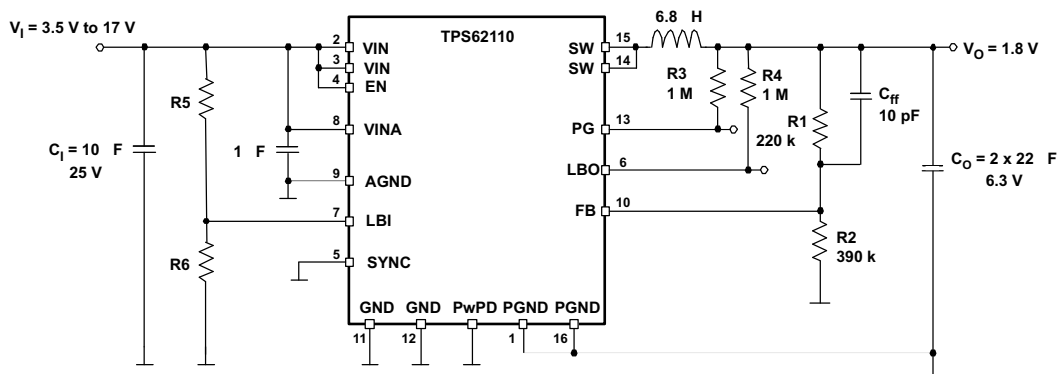 V_I = 3.5 V to 17 V
TPS62110
6.8 H
V_O = 1.8 V
2 VIN
3 VIN
4 EN
8 VINA
9 AGND
7 LBI
5 SYNC
SW 15
SW 14
PG 13
LBO 6
FB 10
GND GND PwPD PGND PGND
11 12 1 16
R5
R6
C_I = 10 F
25 V
1 F
R3
1 M
R4
1 M
R1
220 k
C_ff
10 pF
R2
390 k
C_O = 2 x 22 F
6.3 V